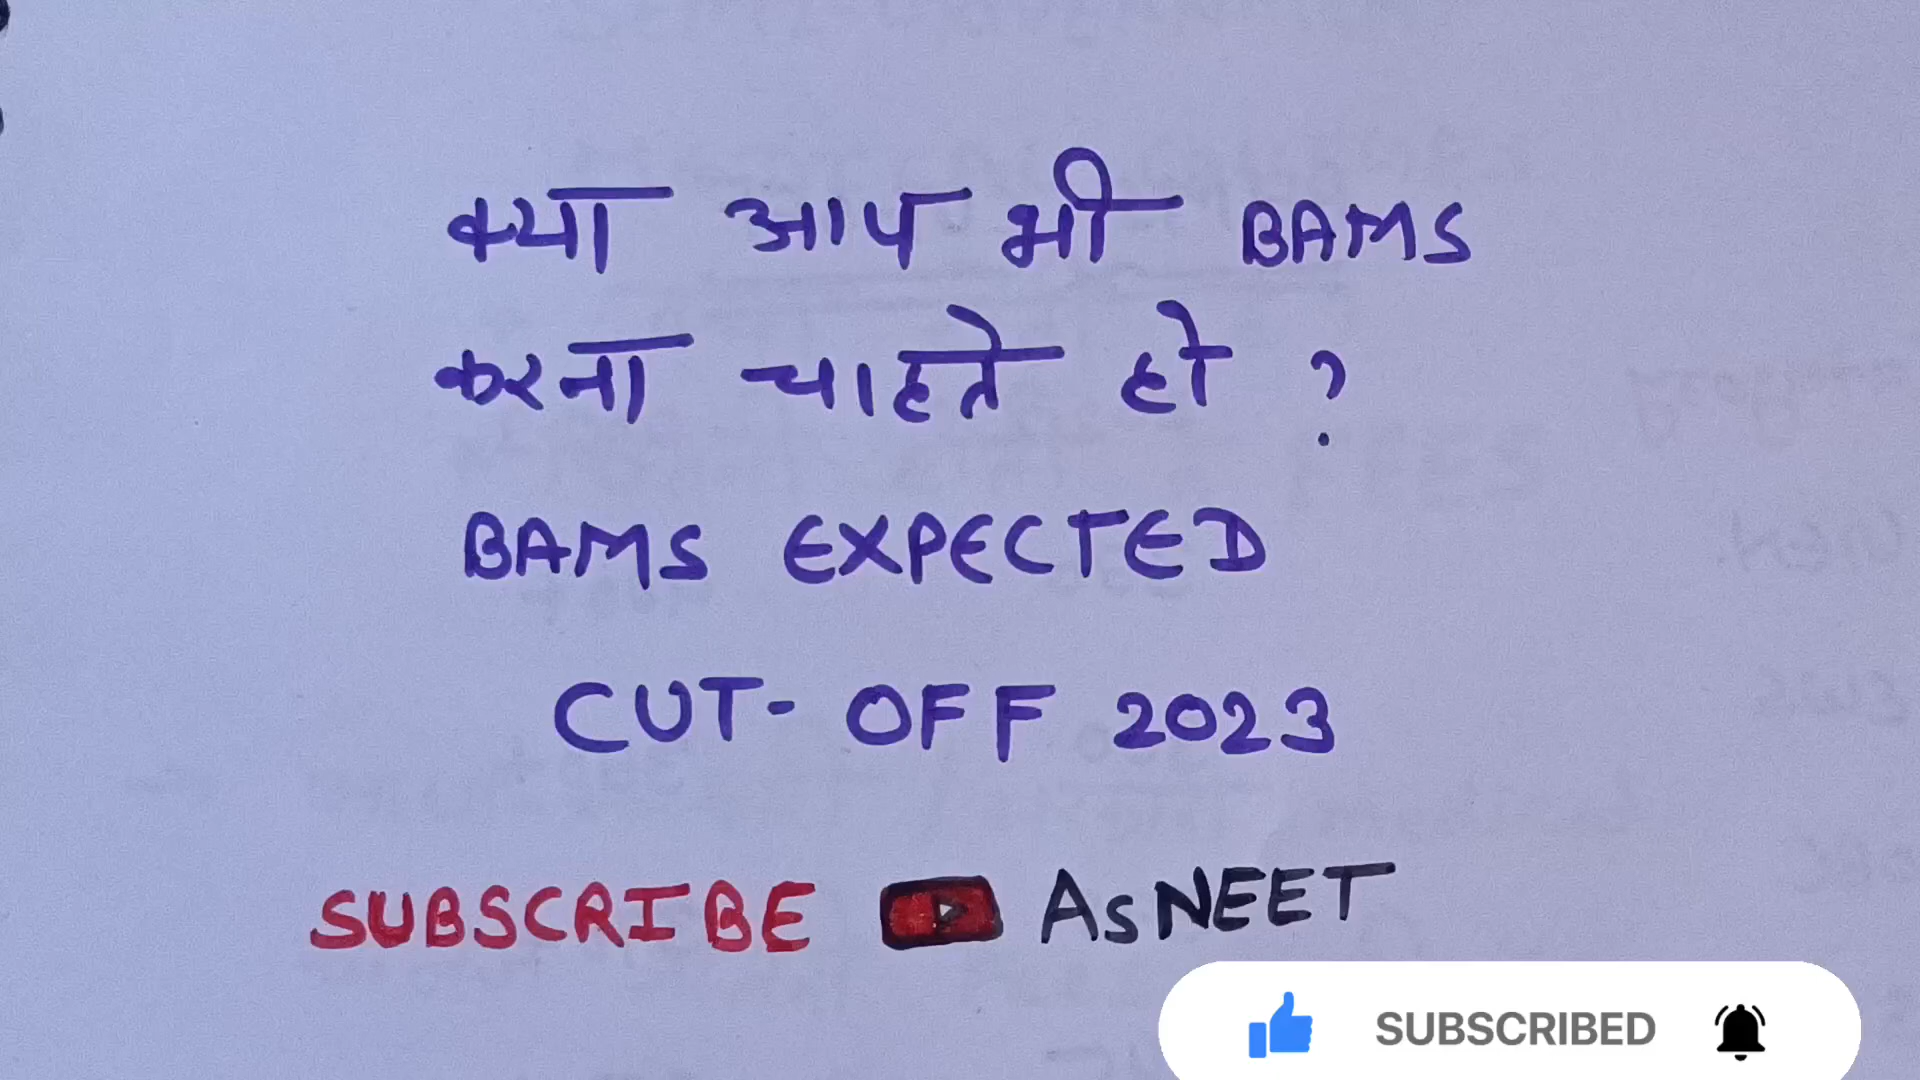 क्या आप भी BAMS
करना चाहते हो ?
BAMS EXPECTED
CUT-OFF 2023
SUBSCRIBE AsNEET
SUBSCRIBED